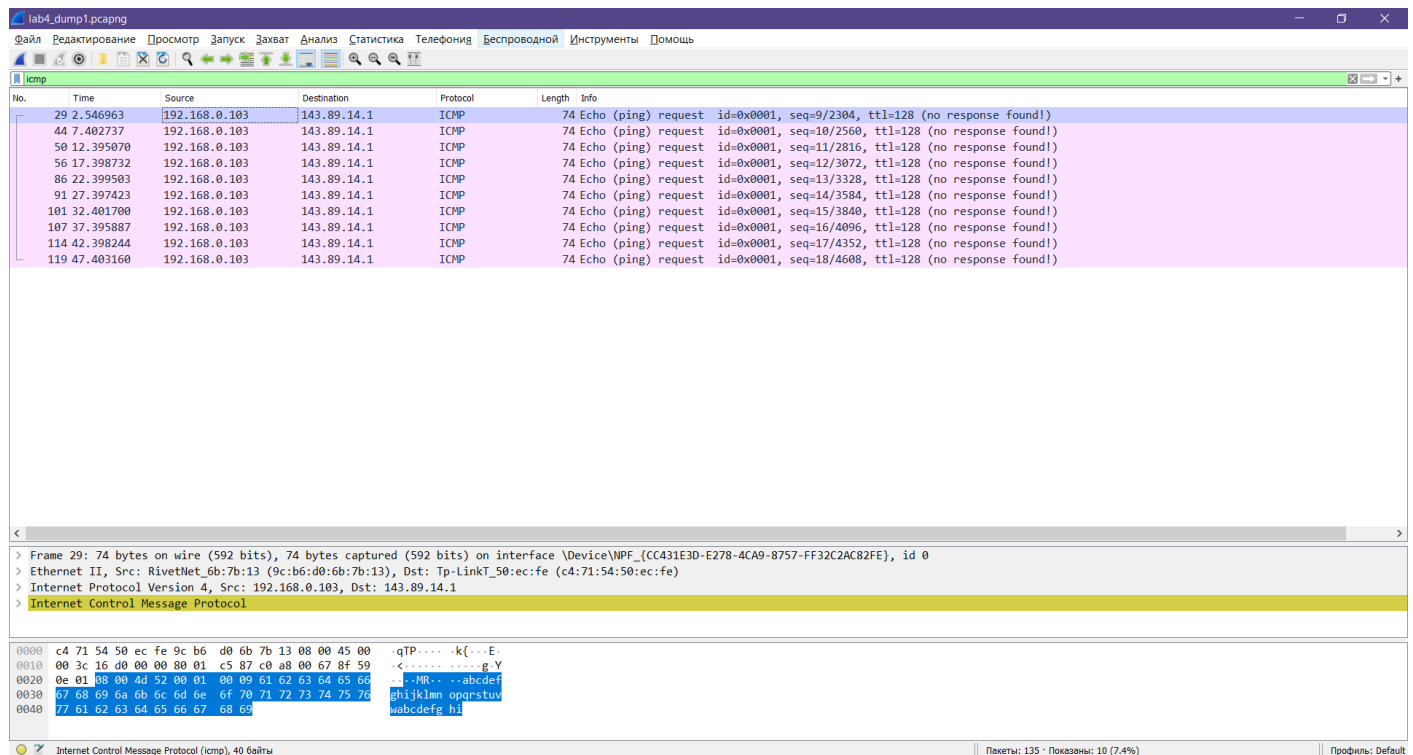 lab4_dump1.pcapng
Файл Редактирование Просмотр Запуск Захват Анализ Статистика Телефония Беспроводной Инструменты Помощь
icmp
No. Time Source Destination Protocol Length Info
29 2.546963 192.168.0.103 143.89.14.1 ICMP 74 Echo (ping) request id=0x0001, seq=9/2304, ttl=128 (no response found!)
44 7.402737 192.168.0.103 143.89.14.1 ICMP 74 Echo (ping) request id=0x0001, seq=10/2560, ttl=128 (no response found!)
50 12.395070 192.168.0.103 143.89.14.1 ICMP 74 Echo (ping) request id=0x0001, seq=11/2816, ttl=128 (no response found!)
56 17.398732 192.168.0.103 143.89.14.1 ICMP 74 Echo (ping) request id=0x0001, seq=12/3072, ttl=128 (no response found!)
86 22.399503 192.168.0.103 143.89.14.1 ICMP 74 Echo (ping) request id=0x0001, seq=13/3328, ttl=128 (no response found!)
91 27.397423 192.168.0.103 143.89.14.1 ICMP 74 Echo (ping) request id=0x0001, seq=14/3584, ttl=128 (no response found!)
101 32.401700 192.168.0.103 143.89.14.1 ICMP 74 Echo (ping) request id=0x0001, seq=15/3840, ttl=128 (no response found!)
107 37.395887 192.168.0.103 143.89.14.1 ICMP 74 Echo (ping) request id=0x0001, seq=16/4096, ttl=128 (no response found!)
114 42.398244 192.168.0.103 143.89.14.1 ICMP 74 Echo (ping) request id=0x0001, seq=17/4352, ttl=128 (no response found!)
119 47.403160 192.168.0.103 143.89.14.1 ICMP 74 Echo (ping) request id=0x0001, seq=18/4608, ttl=128 (no response found!)
Frame 29: 74 bytes on wire (592 bits), 74 bytes captured (592 bits) on interface \Device\NPF_{CC431E3D-E278-4CA9-8757-FF32C2AC82FE}, id 0
Ethernet II, Src: RivetNet_6b:7b:13 (9c:b6:d0:6b:7b:13), Dst: Tp-LinkT_50:ec:fe (c4:71:54:50:ec:fe)
Internet Protocol Version 4, Src: 192.168.0.103, Dst: 143.89.14.1
Internet Control Message Protocol
0000 c4 71 54 50 ec fe 9c b6 d0 6b 7b 13 08 00 45 00 ·qTP···· ·k{···E·
0010 00 3c 16 d0 00 00 80 01 c5 87 c0 a8 00 67 8f 59 ·<······ ·····g·Y
0020 0e 01 08 00 4d 52 00 01 00 09 61 62 63 64 65 66 ····MR·· ··abcdef
0030 67 68 69 6a 6b 6c 6d 6e 6f 70 71 72 73 74 75 76 ghijklmn opqrstuv
0040 77 61 62 63 64 65 66 67 68 69 wabcdefg hi
Internet Control Message Protocol (icmp), 40 байты Пакеты: 135 · Показаны: 10 (7.4%) Профиль: Default